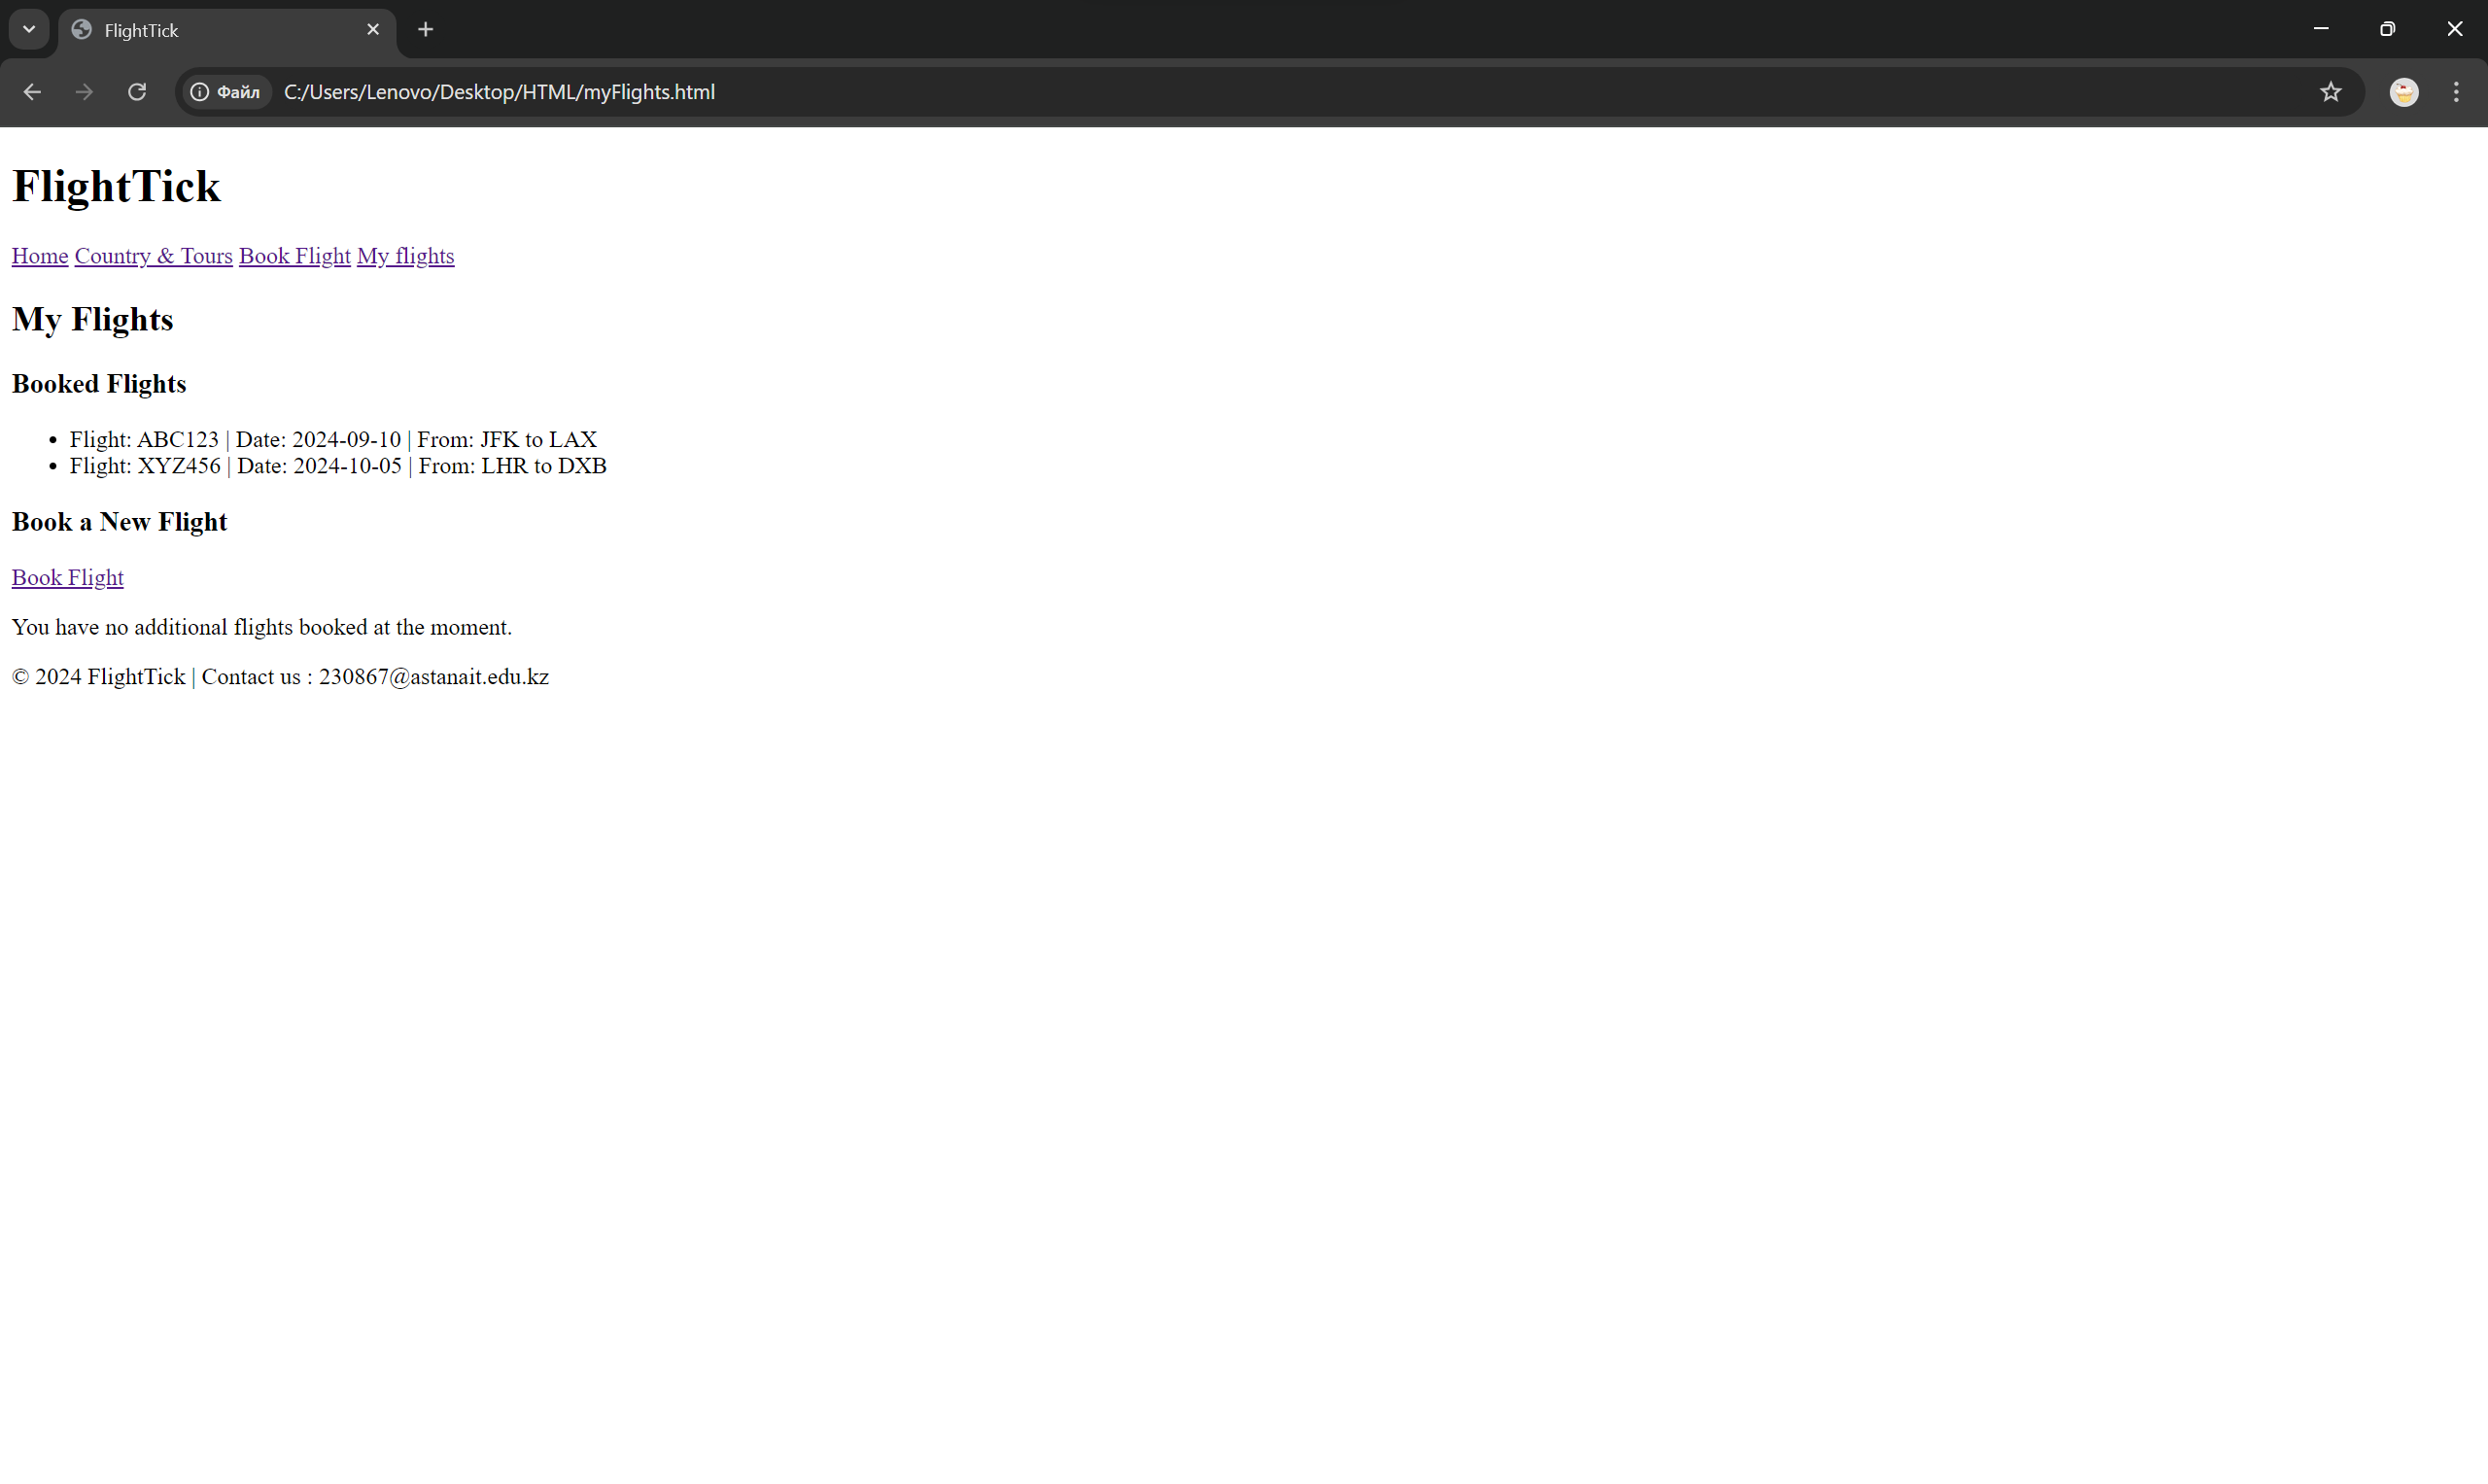 FlightTick
Файл C:/Users/Lenovo/Desktop/HTML/myFlights.html
FlightTick
Home Country & Tours Book Flight My flights
My Flights
Booked Flights
Flight: ABC123 | Date: 2024-09-10 | From: JFK to LAX
Flight: XYZ456 | Date: 2024-10-05 | From: LHR to DXB
Book a New Flight
Book Flight
You have no additional flights booked at the moment.
© 2024 FlightTick | Contact us : 230867@astanait.edu.kz